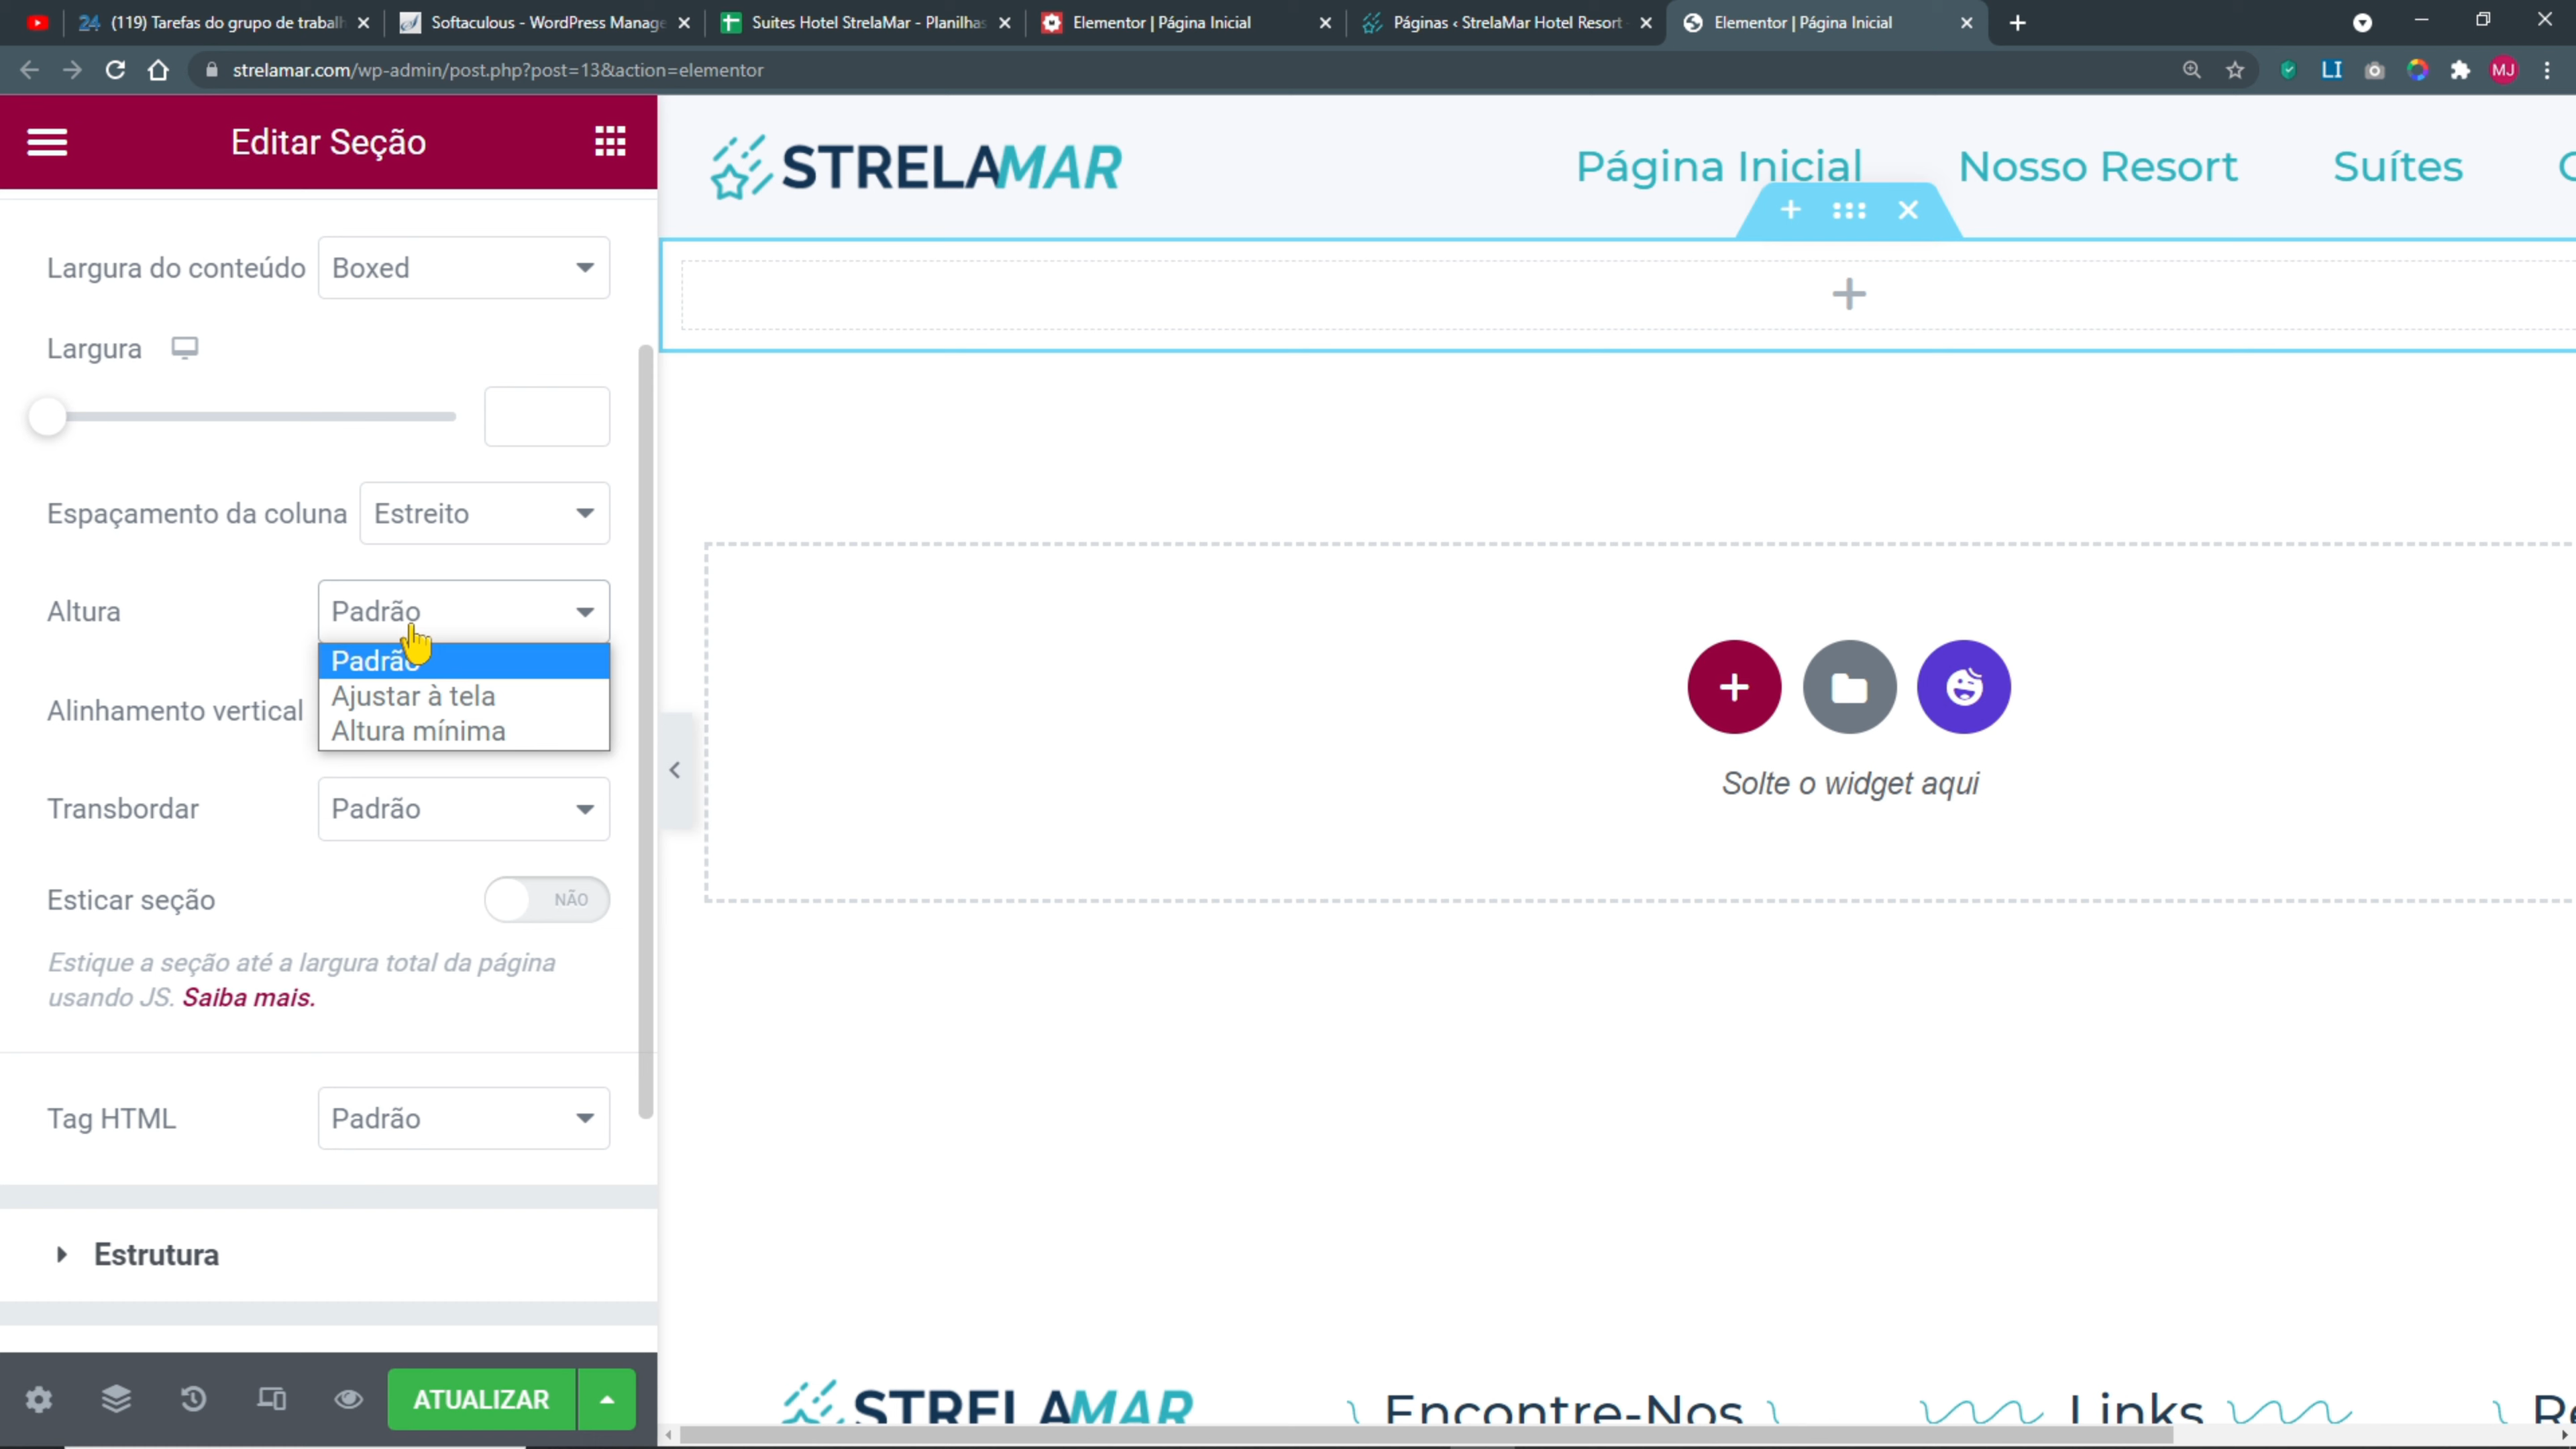 24 (119) Tarefas do grupo de trabalh
Softaculous - WordPress Manage
Suites Hotel StrelaMar - Planilhas
Elementor | Página Inicial
Páginas ‹ StrelaMar Hotel Resort
Elementor | Página Inicial
strelamar.com/wp-admin/post.php?post=13&action=elementor
LI
MJ
Editar Seção
STRELAMAR
Página Inicial
Nosso Resort
Suítes
Largura do conteúdo
Boxed
Largura
Espaçamento da coluna
Estreito
Altura
Padrão
Padrão
Ajustar à tela
Altura mínima
Alinhamento vertical
Transbordar
Padrão
Esticar seção
NÃO
Estique a seção até a largura total da página
usando JS. Saiba mais.
Tag HTML
Padrão
Estrutura
ATUALIZAR
Solte o widget aqui
STRELAMAR
Encontre-Nos
Links